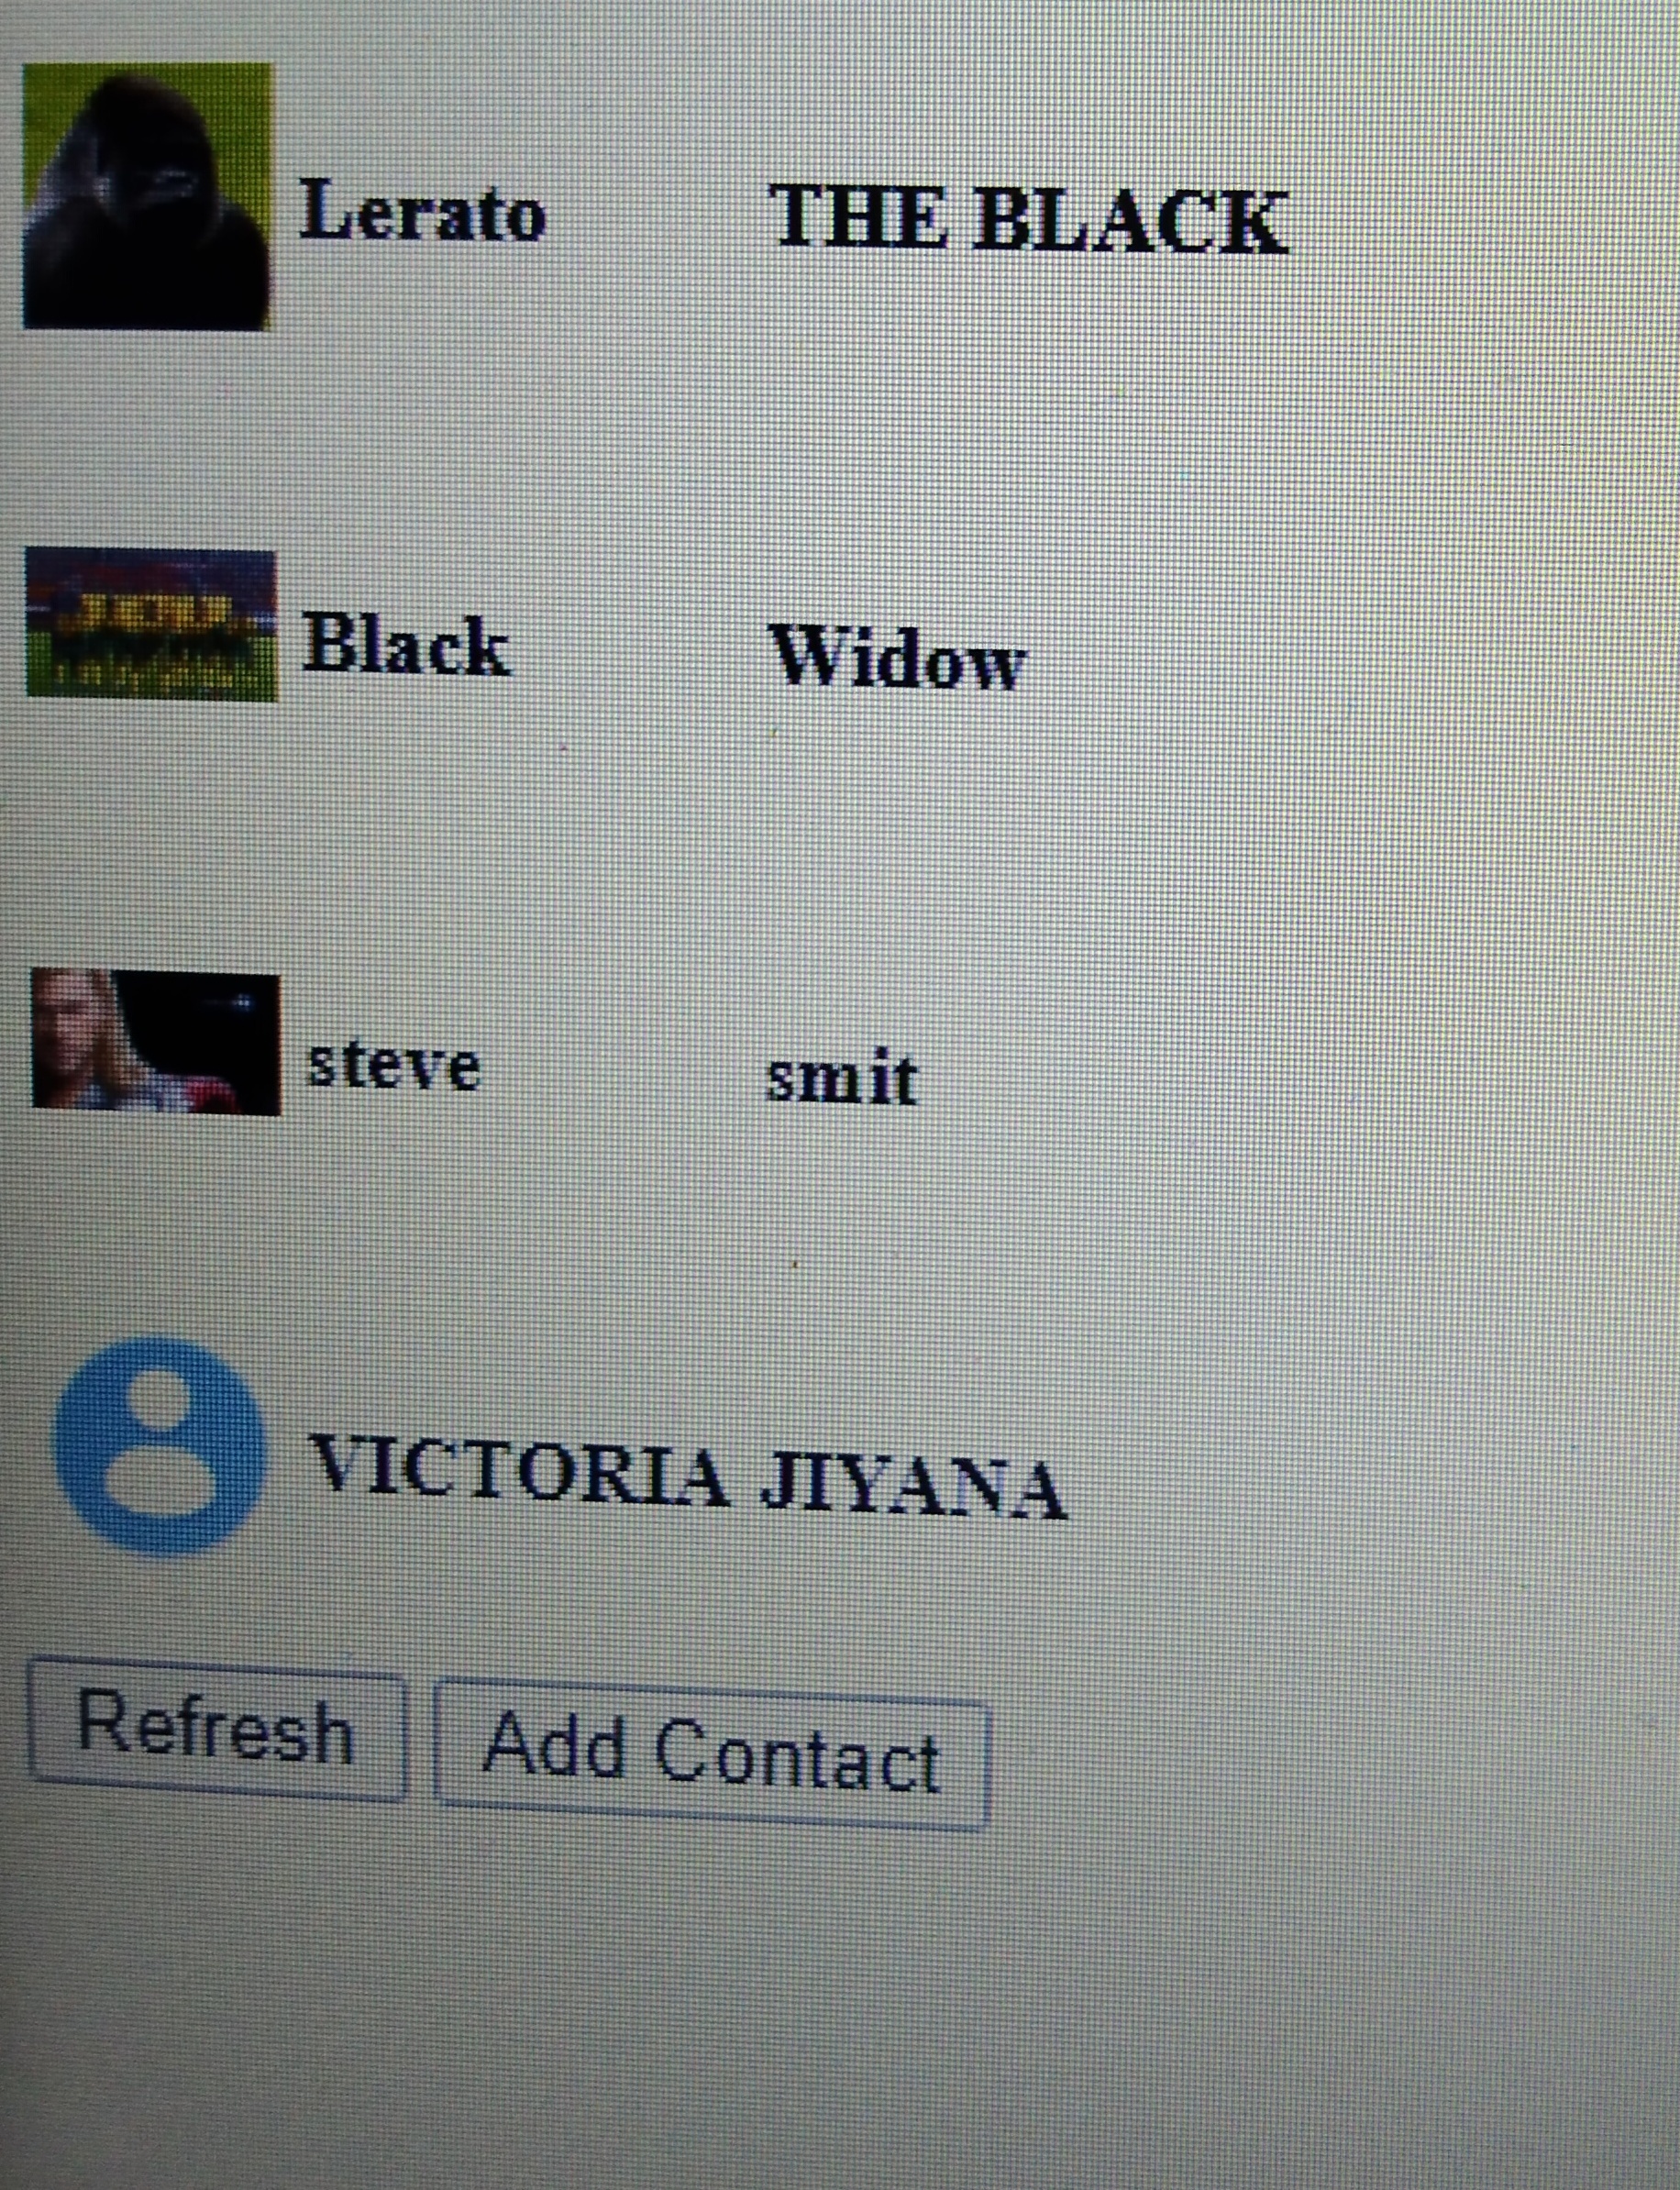 Lerato THE BLACK
Black Widow
steve smit
VICTORIA JIYANA
Refresh Add Contact